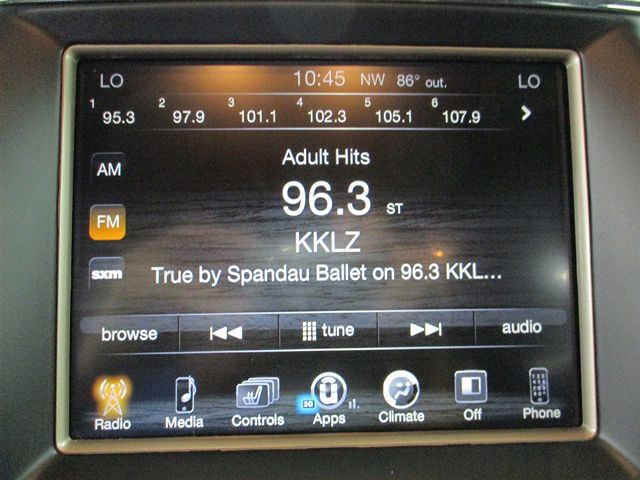 LO 10:45 NW 86° out. LO
1 95.3 2 97.9 3 101.1 4 102.3 5 105.1 6 107.9
Adult Hits
AM
96.3 ST
FM
KKLZ
sxm
True by Spandau Ballet on 96.3 KKL...
browse tune audio
3G
Radio Media Controls Apps Climate Off Phone